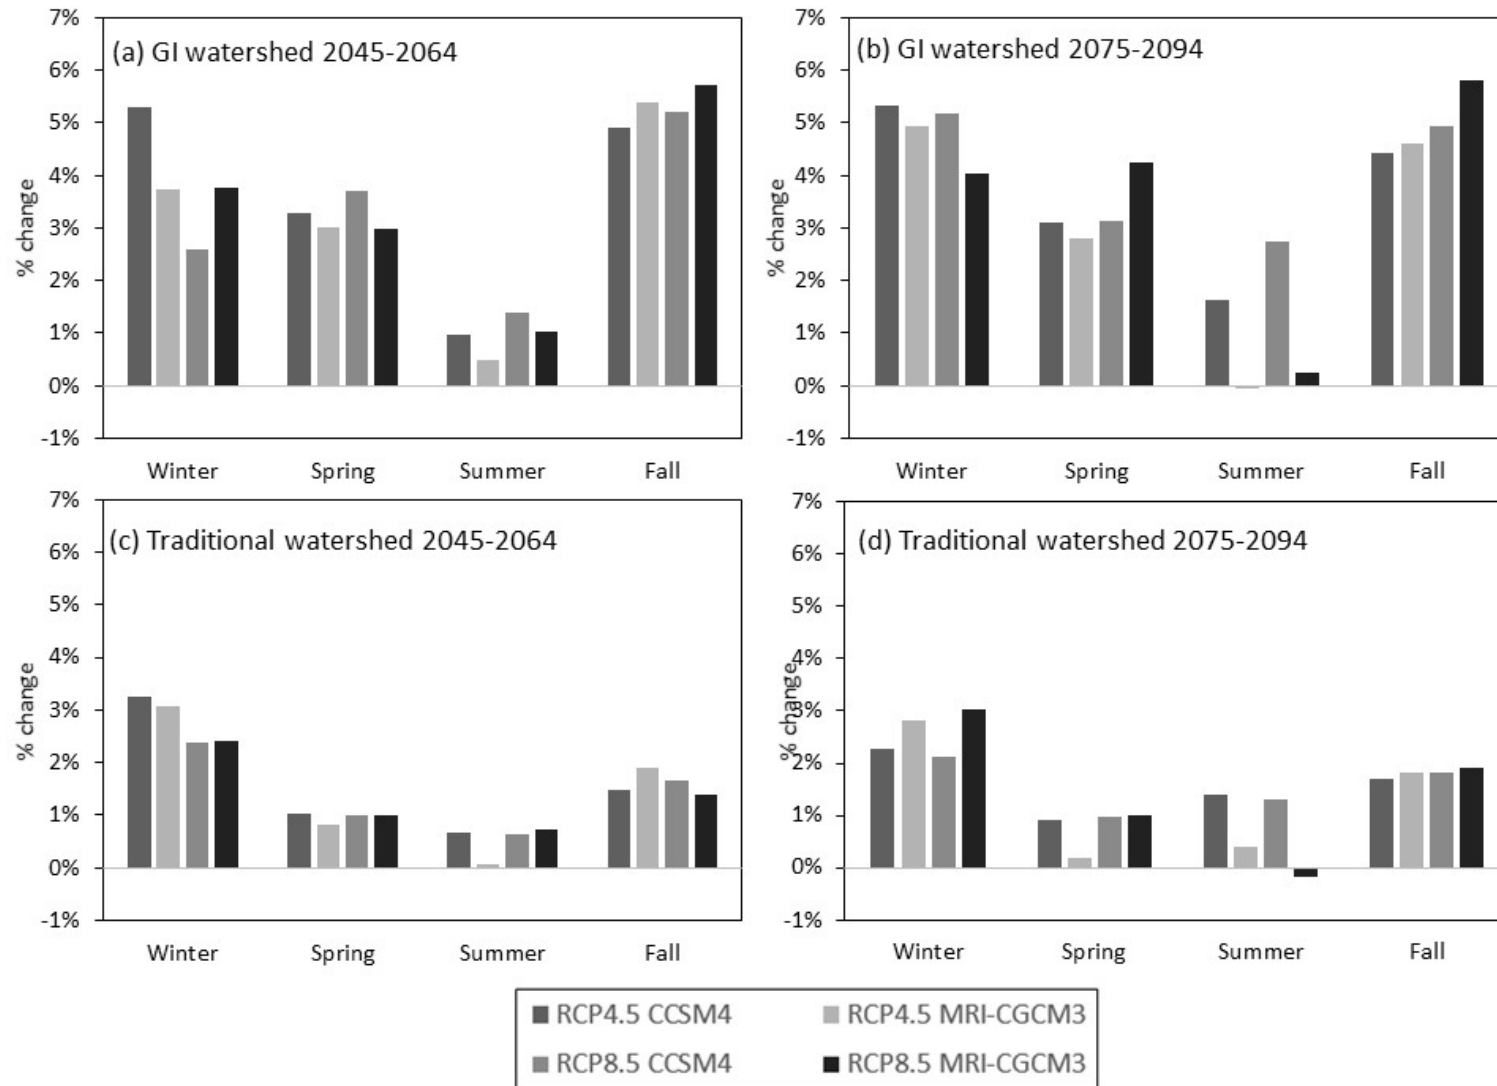 7%
6%
5%
4%
3%
2%
1%
0%
-1%
% change
(a) GI watershed 2045-2064
Winter Spring Summer Fall
7%
6%
5%
4%
3%
2%
1%
0%
-1%
% change
(b) GI watershed 2075-2094
Winter Spring Summer Fall
7%
6%
5%
4%
3%
2%
1%
0%
-1%
% change
(c) Traditional watershed 2045-2064
Winter Spring Summer Fall
7%
6%
5%
4%
3%
2%
1%
0%
-1%
% change
(d) Traditional watershed 2075-2094
Winter Spring Summer Fall
RCP4.5 CCSM4 RCP4.5 MRI-CGCM3
RCP8.5 CCSM4 RCP8.5 MRI-CGCM3